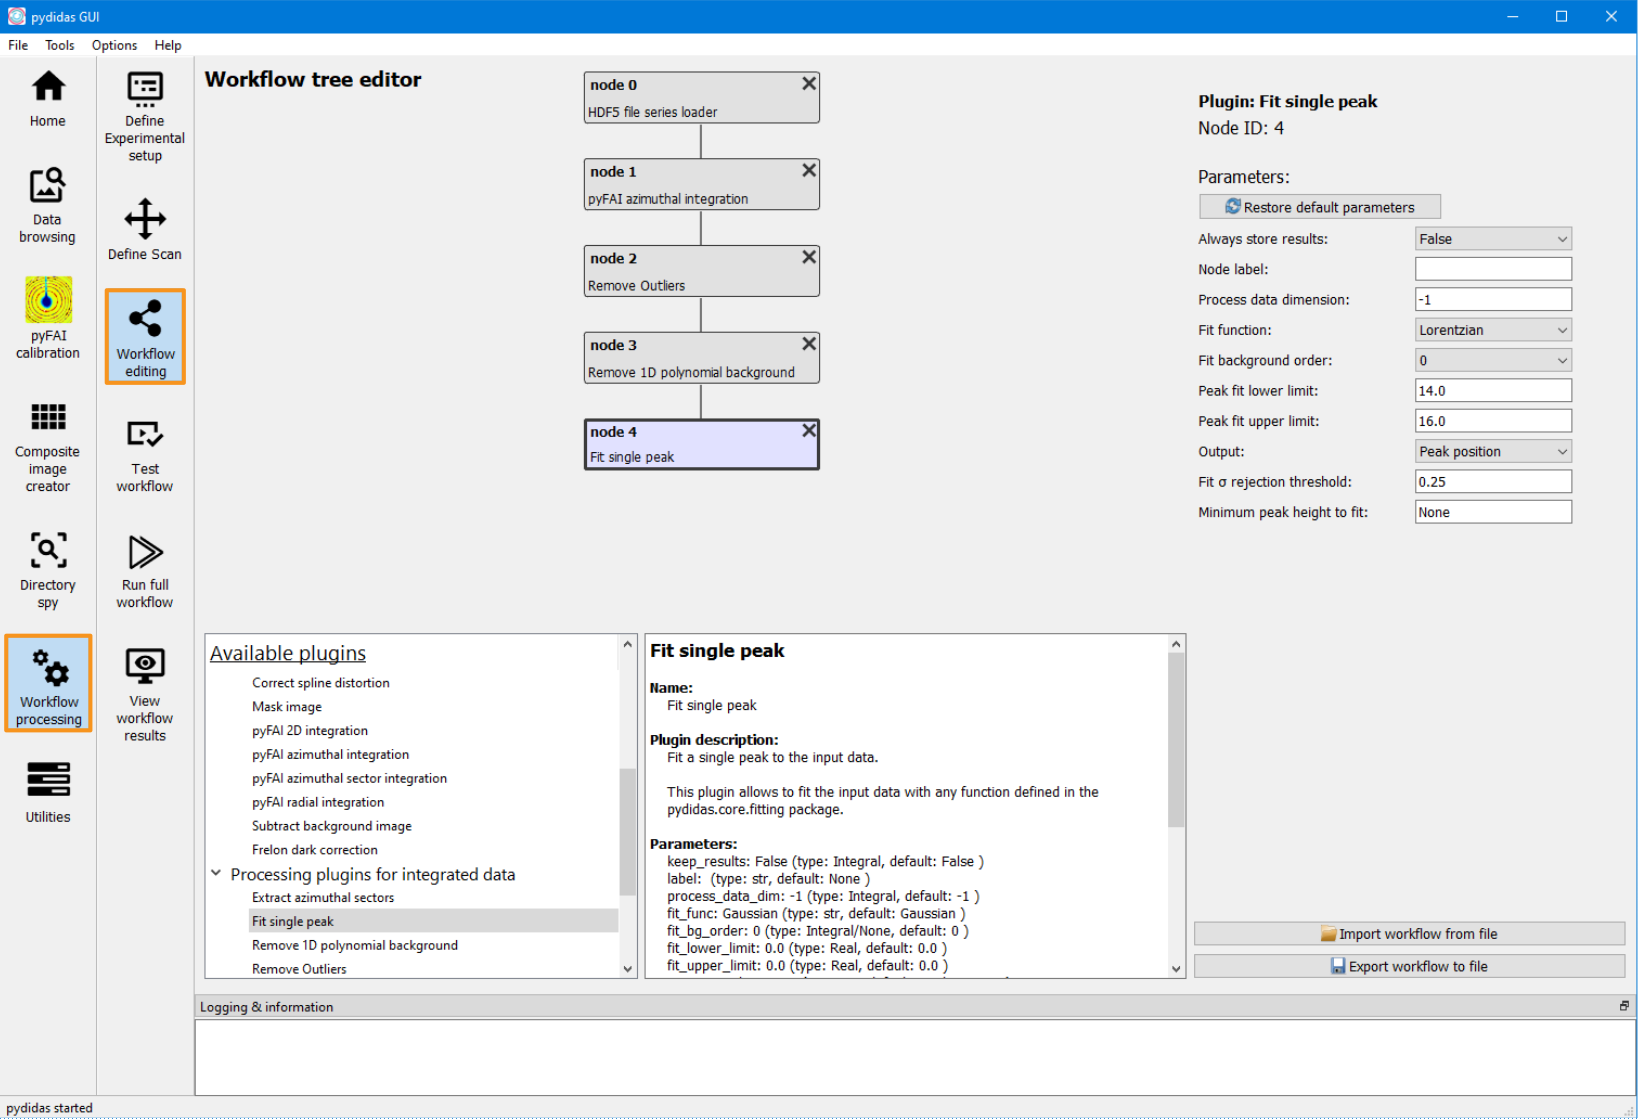 pydidas GUI
File Tools Options Help
Home
Data
browsing
pyFAI
calibration
Composite
image
creator
Directory
spy
Workflow
processing
Utilities
Define
Experimental
setup
Define Scan
Workflow
editing
Test
workflow
Run full
workflow
View
workflow
results
Workflow tree editor
node 0
HDF5 file series loader
node 1
pyFAI azimuthal integration
node 2
Remove Outliers
node 3
Remove 1D polynomial background
node 4
Fit single peak
Plugin: Fit single peak
Node ID: 4
Parameters:
Restore default parameters
Always store results: False
Node label:
Process data dimension: -1
Fit function: Lorentzian
Fit background order: 0
Peak fit lower limit: 14.0
Peak fit upper limit: 16.0
Output: Peak position
Fit σ rejection threshold: 0.25
Minimum peak height to fit: None
Available plugins
Correct spline distortion
Mask image
pyFAI 2D integration
pyFAI azimuthal integration
pyFAI azimuthal sector integration
pyFAI radial integration
Subtract background image
Frelon dark correction
Processing plugins for integrated data
Extract azimuthal sectors
Fit single peak
Remove 1D polynomial background
Remove Outliers
Fit single peak
Name:
Fit single peak
Plugin description:
Fit a single peak to the input data.
This plugin allows to fit the input data with any function defined in the
pydidas.core.fitting package.
Parameters:
keep_results: False (type: Integral, default: False )
label:  (type: str, default: None )
process_data_dim: -1 (type: Integral, default: -1 )
fit_func: Gaussian (type: str, default: Gaussian )
fit_bg_order: 0 (type: Integral/None, default: 0 )
fit_lower_limit: 0.0 (type: Real, default: 0.0 )
fit_upper_limit: 0.0 (type: Real, default: 0.0 )
Import workflow from file
Export workflow to file
Logging & information
pydidas started